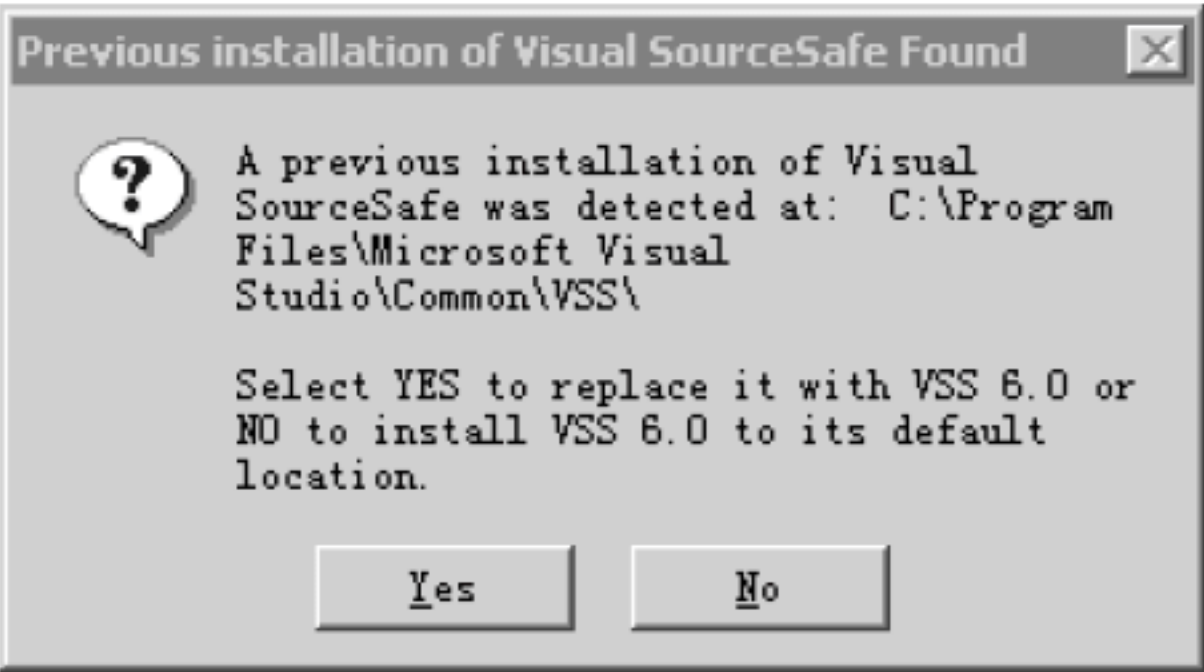 Previous installation of Visual SourceSafe Found
?
A previous installation of Visual
SourceSafe was detected at:  C:\Program
Files\Microsoft Visual
Studio\Common\VSS\
Select YES to replace it with VSS 6.0 or
NO to install VSS 6.0 to its default
location.
Yes
No